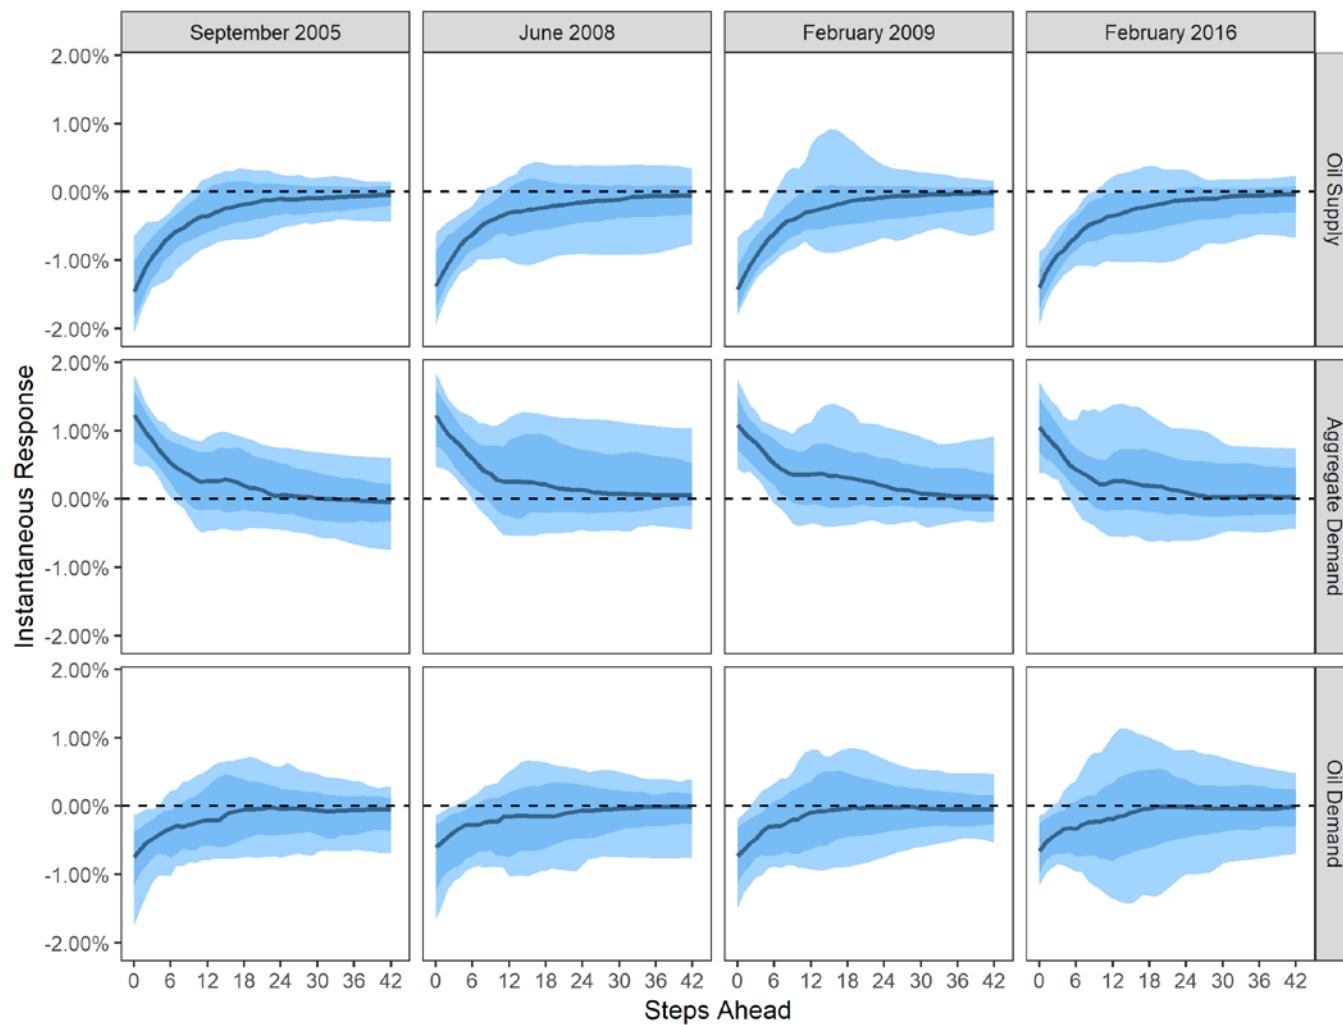 September 2005 June 2008 February 2009 February 2016
2.00%
1.00%
0.00%
-1.00%
-2.00%
Oil Supply
2.00%
1.00%
0.00%
-1.00%
-2.00%
Aggregate Demand
2.00%
1.00%
0.00%
-1.00%
-2.00%
Oil Demand
Instantaneous Response
0 6 12 18 24 30 36 42 0 6 12 18 24 30 36 42 0 6 12 18 24 30 36 42 0 6 12 18 24 30 36 42
Steps Ahead